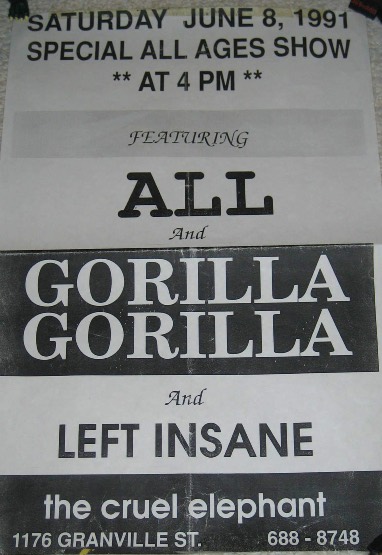 SATURDAY JUNE 8, 1991
SPECIAL ALL AGES SHOW
** AT 4 PM **
FEATURING
ALL
And
GORILLA
GORILLA
And
LEFT INSANE
the cruel elephant
1176 GRANVILLE ST. 688 - 8748